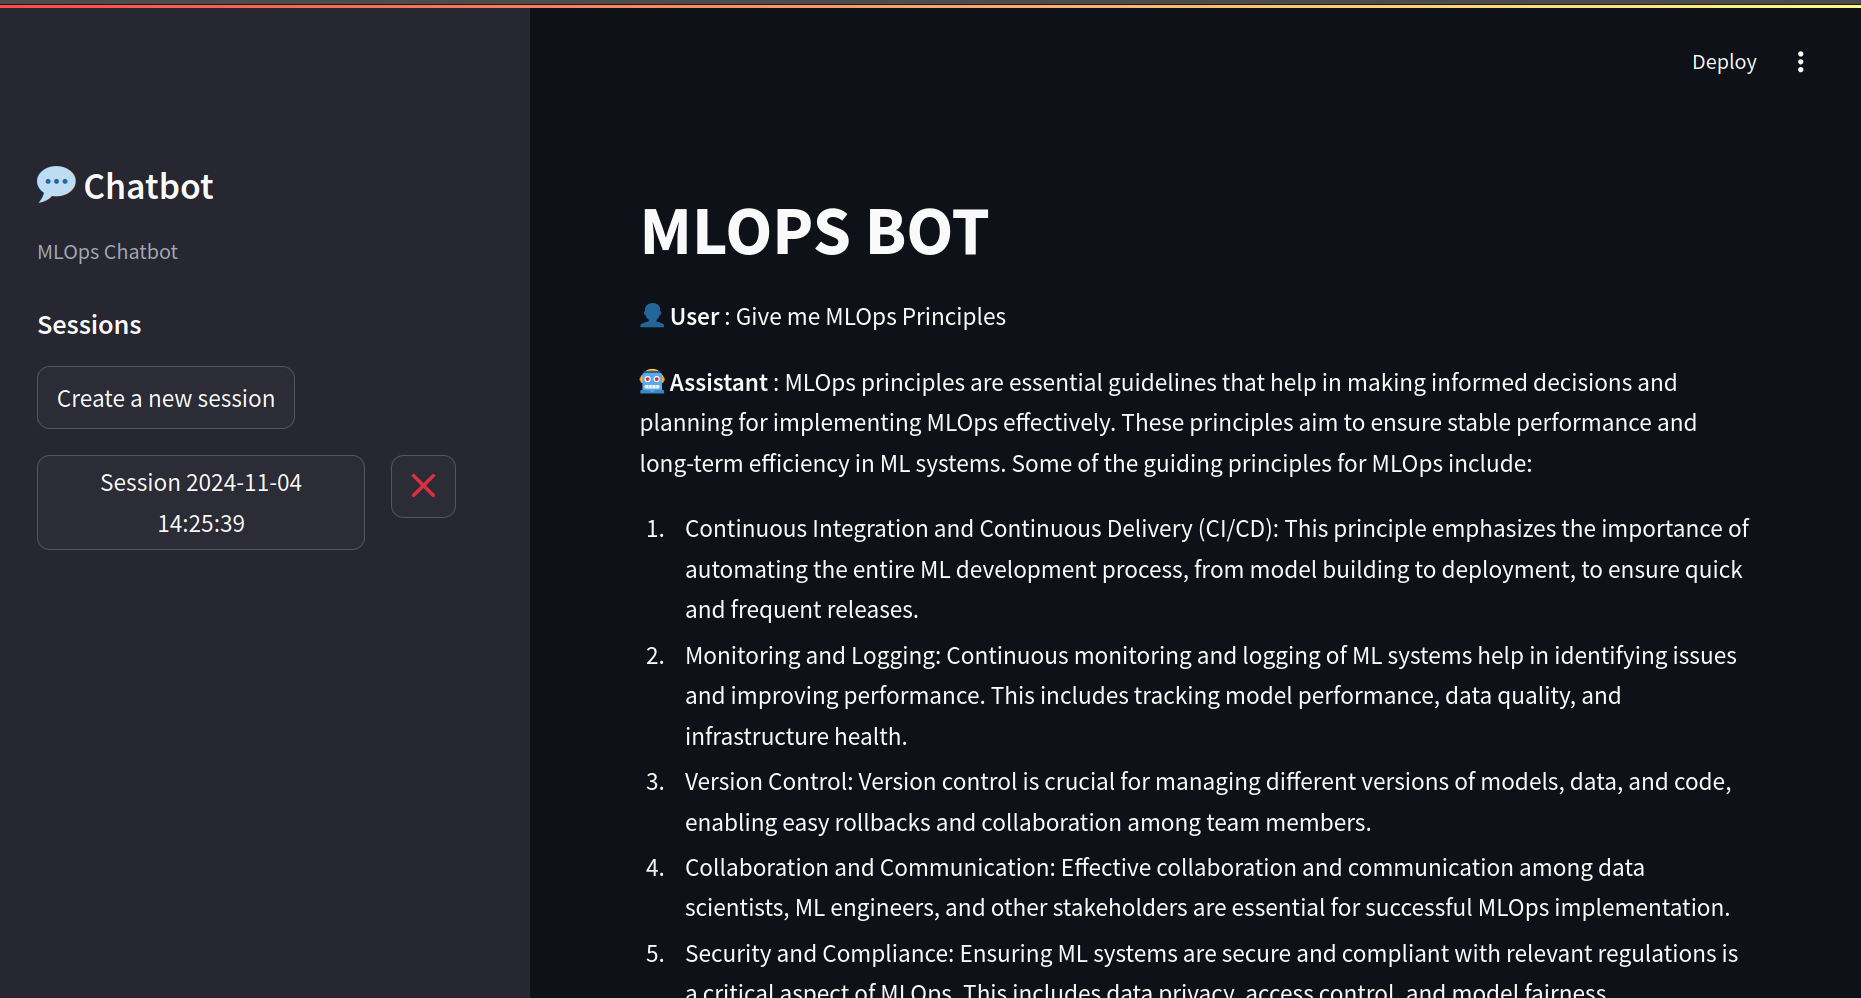 Deploy
Chatbot
MLOps Chatbot
Sessions
Create a new session
Session 2024-11-04
14:25:39
MLOPS BOT
User : Give me MLOps Principles
Assistant : MLOps principles are essential guidelines that help in making informed decisions and
planning for implementing MLOps effectively. These principles aim to ensure stable performance and
long-term efficiency in ML systems. Some of the guiding principles for MLOps include:
1. Continuous Integration and Continuous Delivery (CI/CD): This principle emphasizes the importance of
automating the entire ML development process, from model building to deployment, to ensure quick
and frequent releases.
2. Monitoring and Logging: Continuous monitoring and logging of ML systems help in identifying issues
and improving performance. This includes tracking model performance, data quality, and
infrastructure health.
3. Version Control: Version control is crucial for managing different versions of models, data, and code,
enabling easy rollbacks and collaboration among team members.
4. Collaboration and Communication: Effective collaboration and communication among data
scientists, ML engineers, and other stakeholders are essential for successful MLOps implementation.
5. Security and Compliance: Ensuring ML systems are secure and compliant with relevant regulations is
a critical aspect of MLOps. This includes data privacy, access control, and model fairness.